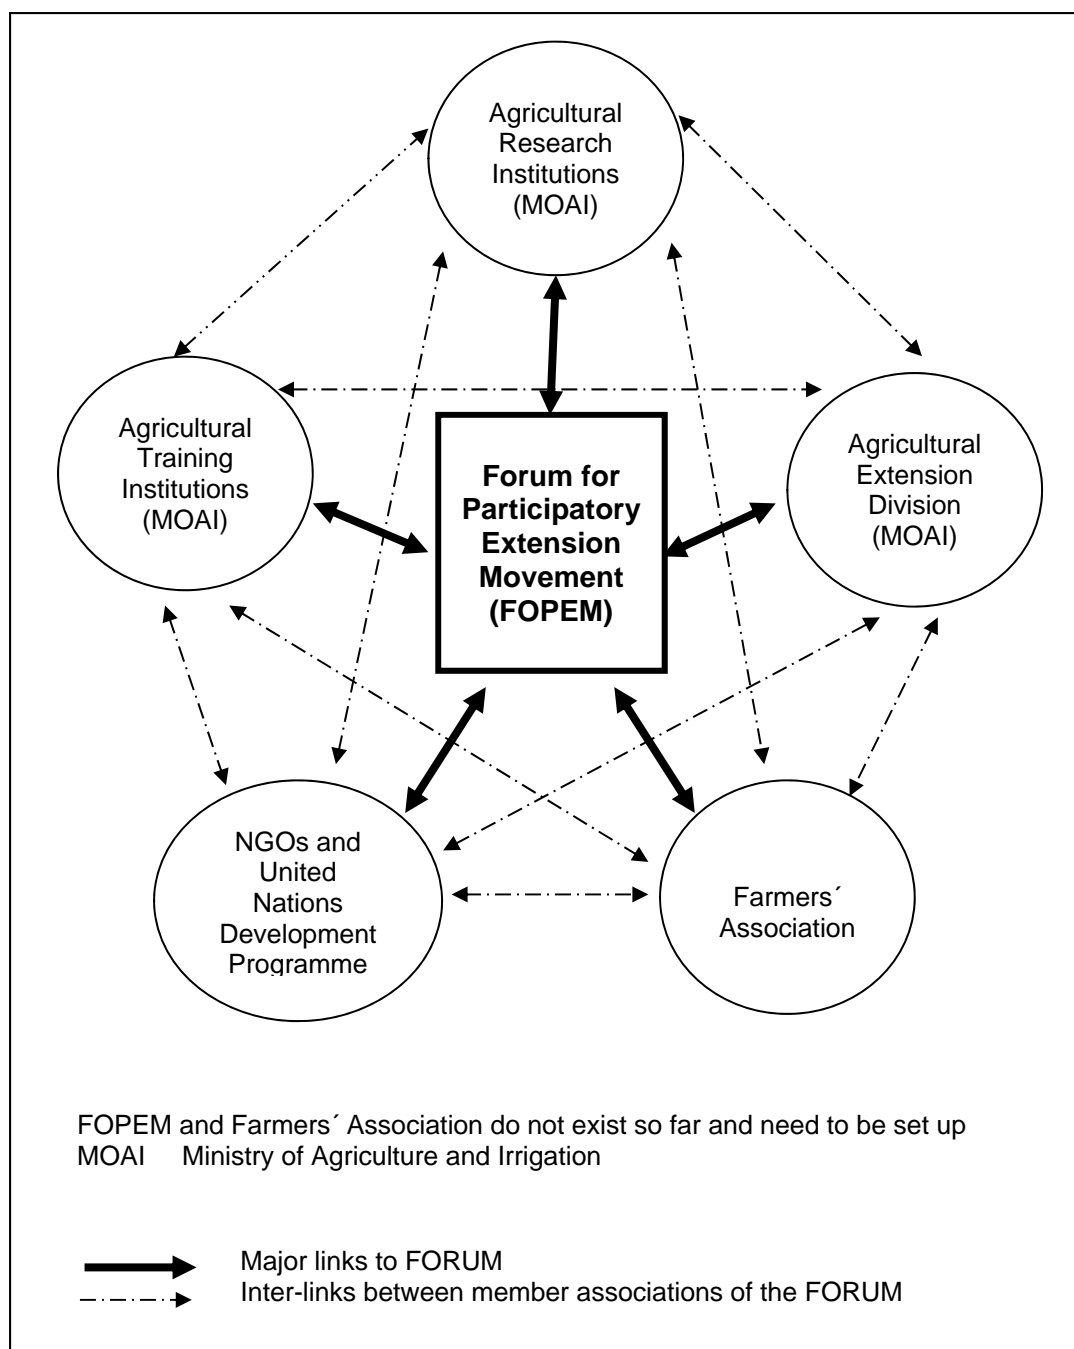 Agricultural
Research
Institutions
(MOAI)
Agricultural
Training
Institutions
(MOAI)
Forum for
Participatory
Extension
Movement
(FOPEM)
Agricultural
Extension
Division
(MOAI)
NGOs and
United
Nations
Development
Programme
Farmers´
Association
FOPEM and Farmers´ Association do not exist so far and need to be set up
MOAI Ministry of Agriculture and Irrigation
Major links to FORUM
Inter-links between member associations of the FORUM